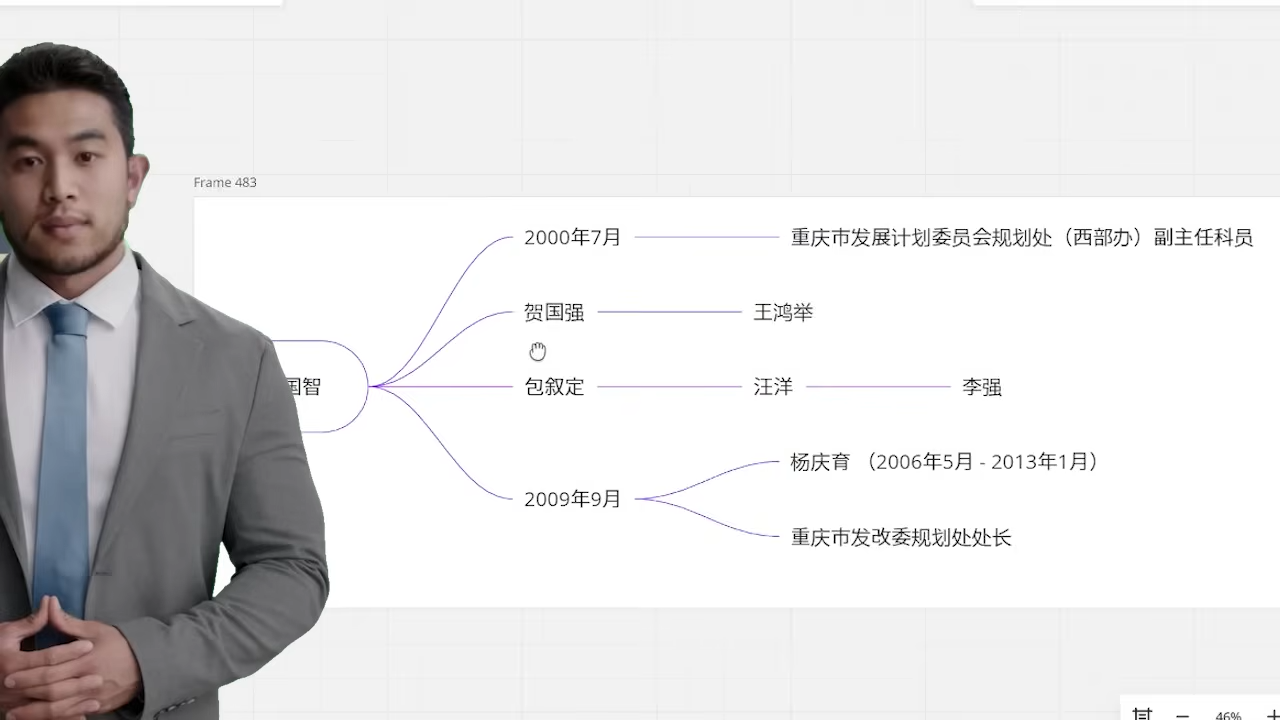 Frame 483
2000年7月 重庆市发展计划委员会规划处（西部办）副主任科员
贺国强 王鸿举
国智 包叙定 汪洋 李强
杨庆育 （2006年5月 - 2013年1月）
2009年9月
重庆市发改委规划处处长
46%